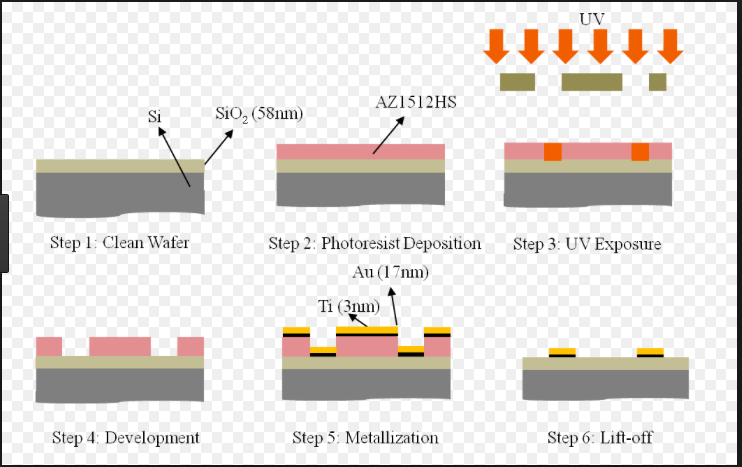 UV
AZ1512HS
Si
SiO₂ (58nm)
Step 1: Clean Wafer
Step 2: Photoresist Deposition
Step 3: UV Exposure
Au (17nm)
Ti (3nm)
Step 4: Development
Step 5: Metallization
Step 6: Lift-off